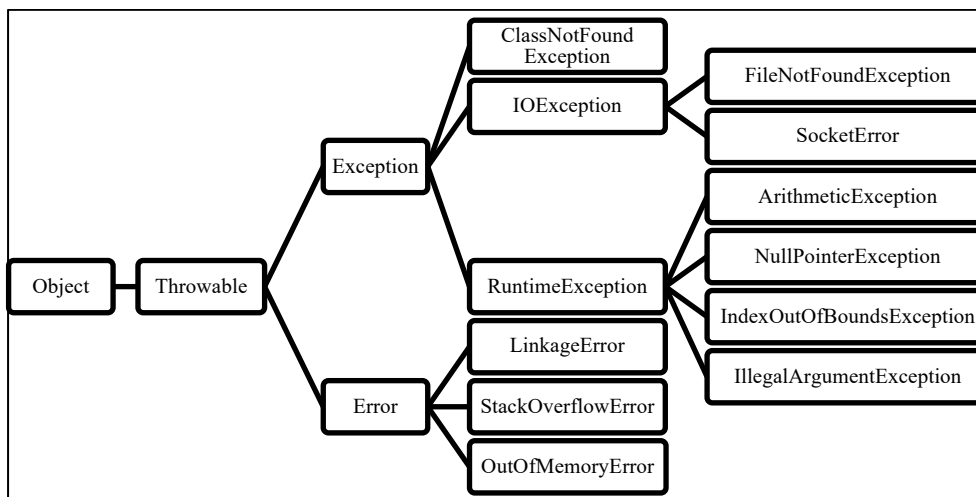 ClassNotFound
Exception
FileNotFoundException
IOException
SocketError
Exception
ArithmeticException
NullPointerException
Object
Throwable
RuntimeException
IndexOutOfBoundsException
LinkageError
IllegalArgumentException
Error
StackOverflowError
OutOfMemoryError